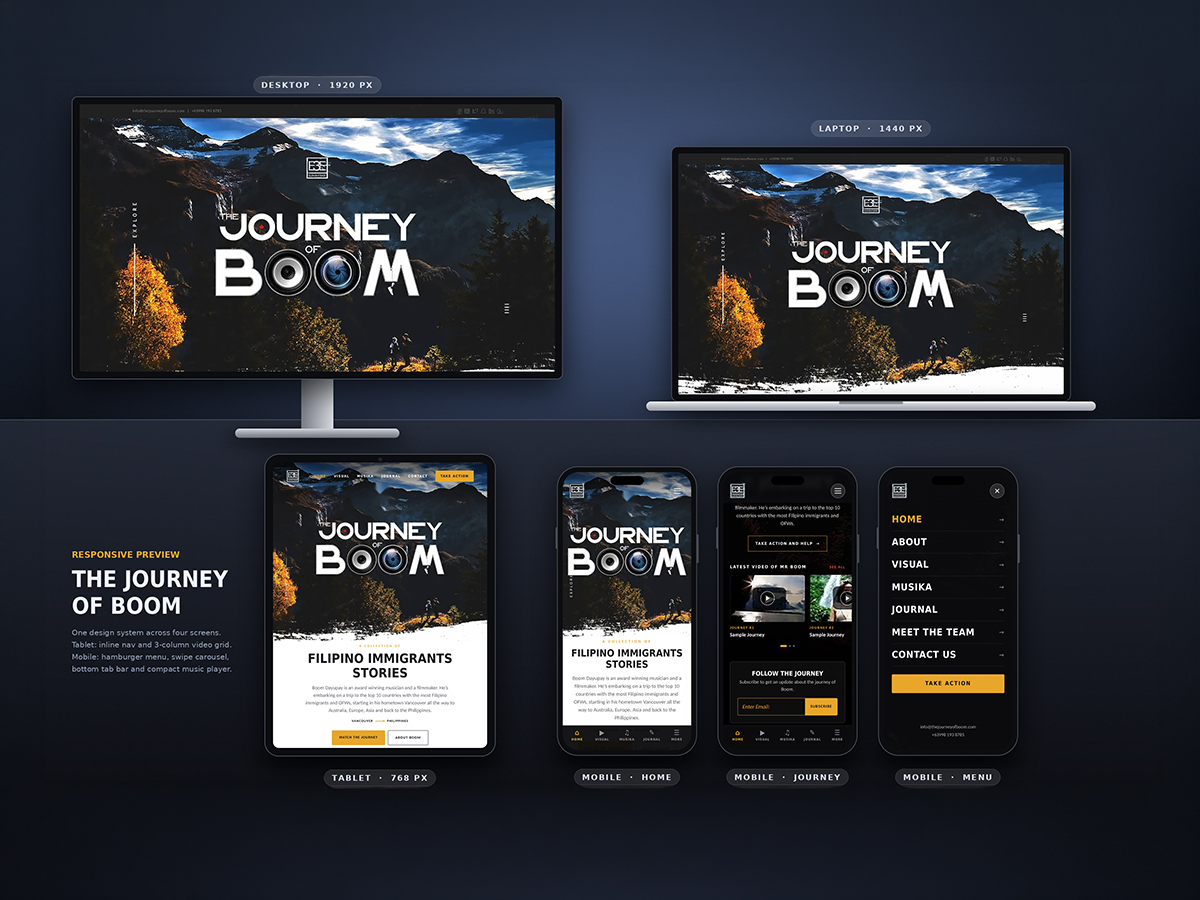 DESKTOP · 1920 PX
EXPLORE
THE
JOURNEY
OF
BOOM
LAPTOP · 1440 PX
EXPLORE
THE
JOURNEY
OF
BOOM
RESPONSIVE PREVIEW
THE JOURNEY
OF BOOM
One design system across four screens.
Tablet: inline nav and 3-column video grid.
Mobile: hamburger menu, swipe carousel,
bottom tab bar and compact music player.
HOME VISUAL MUSIKA JOURNAL CONTACT TAKE ACTION
THE
JOURNEY
OF
BOOM
A COLLECTION OF
FILIPINO IMMIGRANTS
STORIES
Boom Dayupay is an award winning musician and a filmmaker. He's
embarking on a trip to the top 10 countries with the most Filipino
immigrants and OFWs, starting in his hometown Vancouver all the way to
Australia, Europe, Asia and back to the Philippines.
VANCOUVER PHILIPPINES
WATCH THE JOURNEY ABOUT BOOM
TABLET · 768 PX
THE
JOURNEY
OF
BOOM
A COLLECTION OF
FILIPINO IMMIGRANTS
STORIES
Boom Dayupay is an award winning
musician and a filmmaker. He's
embarking on a trip to the top 10
countries with the most Filipino
immigrants and OFWs, starting in his
hometown Vancouver all the
way to Australia, Europe, Asia and
back to the Philippines.
HOME VISUAL MUSIKA JOURNAL MORE
MOBILE · HOME
filmmaker. He's embarking on a trip to the top 10
countries with the most Filipino immigrants and
OFWs.
TAKE ACTION AND HELP →
LATEST VIDEO OF MR BOOM SEE ALL
JOURNEY 01 JOURNEY 02
Sample Journey Sample Journey
FOLLOW THE JOURNEY
Subscribe to get an update about the journey of
Boom.
Enter Email: SUBSCRIBE
HOME VISUAL MUSIKA JOURNAL MORE
MOBILE · JOURNEY
HOME →
ABOUT →
VISUAL →
MUSIKA →
JOURNAL →
MEET THE TEAM →
CONTACT US →
TAKE ACTION
info@thejourneyofboom.com
MOBILE · MENU